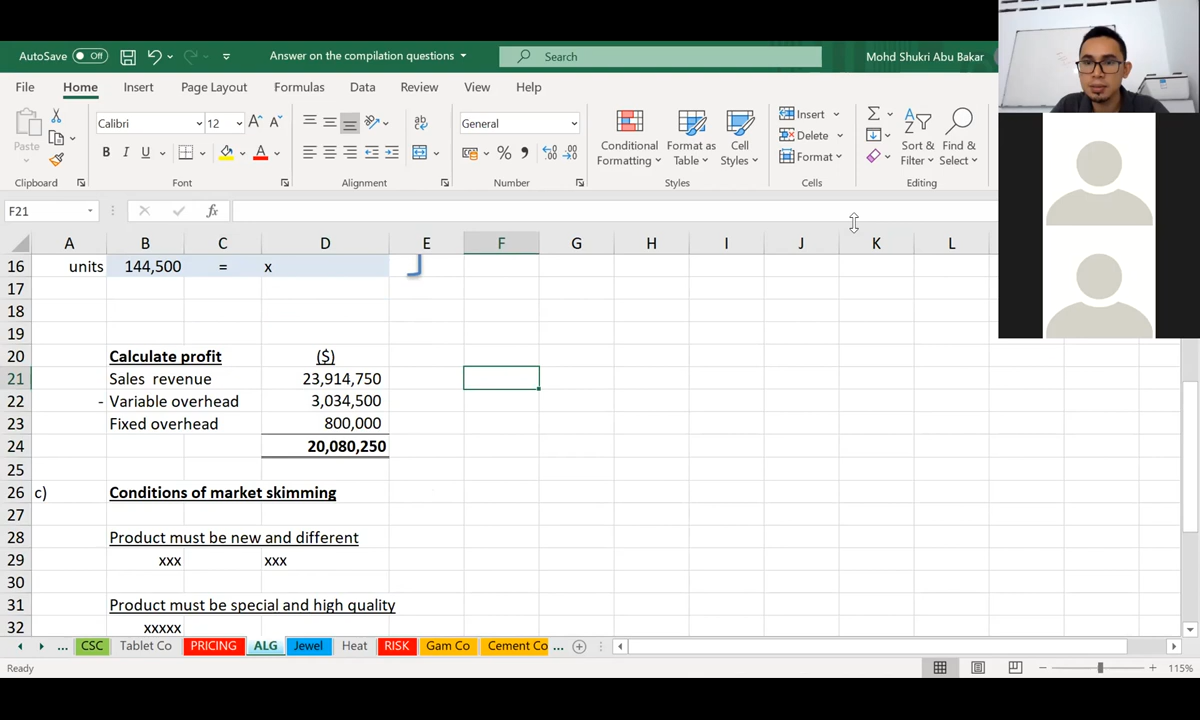 AutoSave Off Answer on the compilation questions Search Mohd Shukri Abu Bakar
File Home Insert Draw Page Layout Formulas Data Review View Help
Paste Calibri 12 A A ab General Conditional Formatting Format as Table Cell Styles Insert Delete Format Sort & Filter Find & Select
B I U A % , .00
Clipboard Font Alignment Number Styles Cells Editing
F21 fx
A B C D E F G H I J K L
16 units 144,500 = x
17
18
19
20 Calculate profit ($)
21 Sales revenue 23,914,750
22 - Variable overhead 3,034,500
23 Fixed overhead 800,000
24 20,080,250
25
26 c) Conditions of market skimming
27
28 Product must be new and different
29 xxx xxx
30
31 Product must be special and high quality
32 xxxxx
... CSC Tablet Co PRICING ALG Jewel Heat RISK Gam Co Cement Co ...
Ready 115%